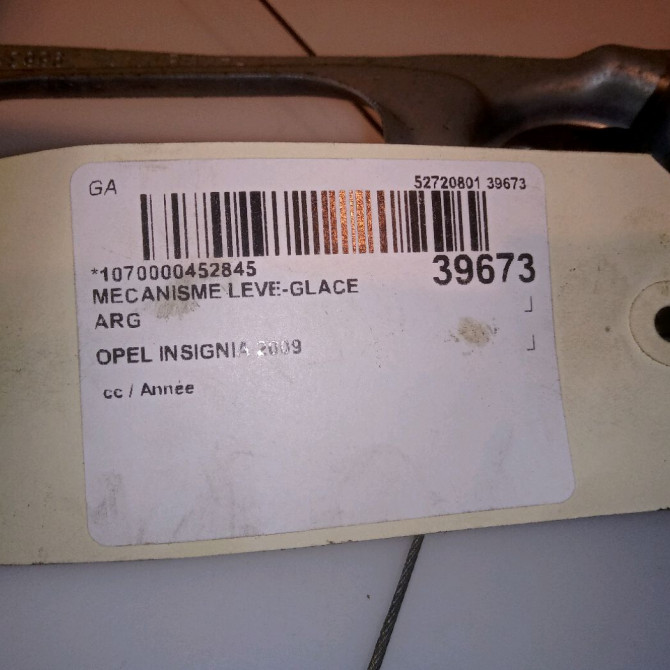 GA 52720801 39673
*1070000452845 39673
MECANISME LEVE-GLACE
ARG
OPEL INSIGNIA 2009
cc / Année